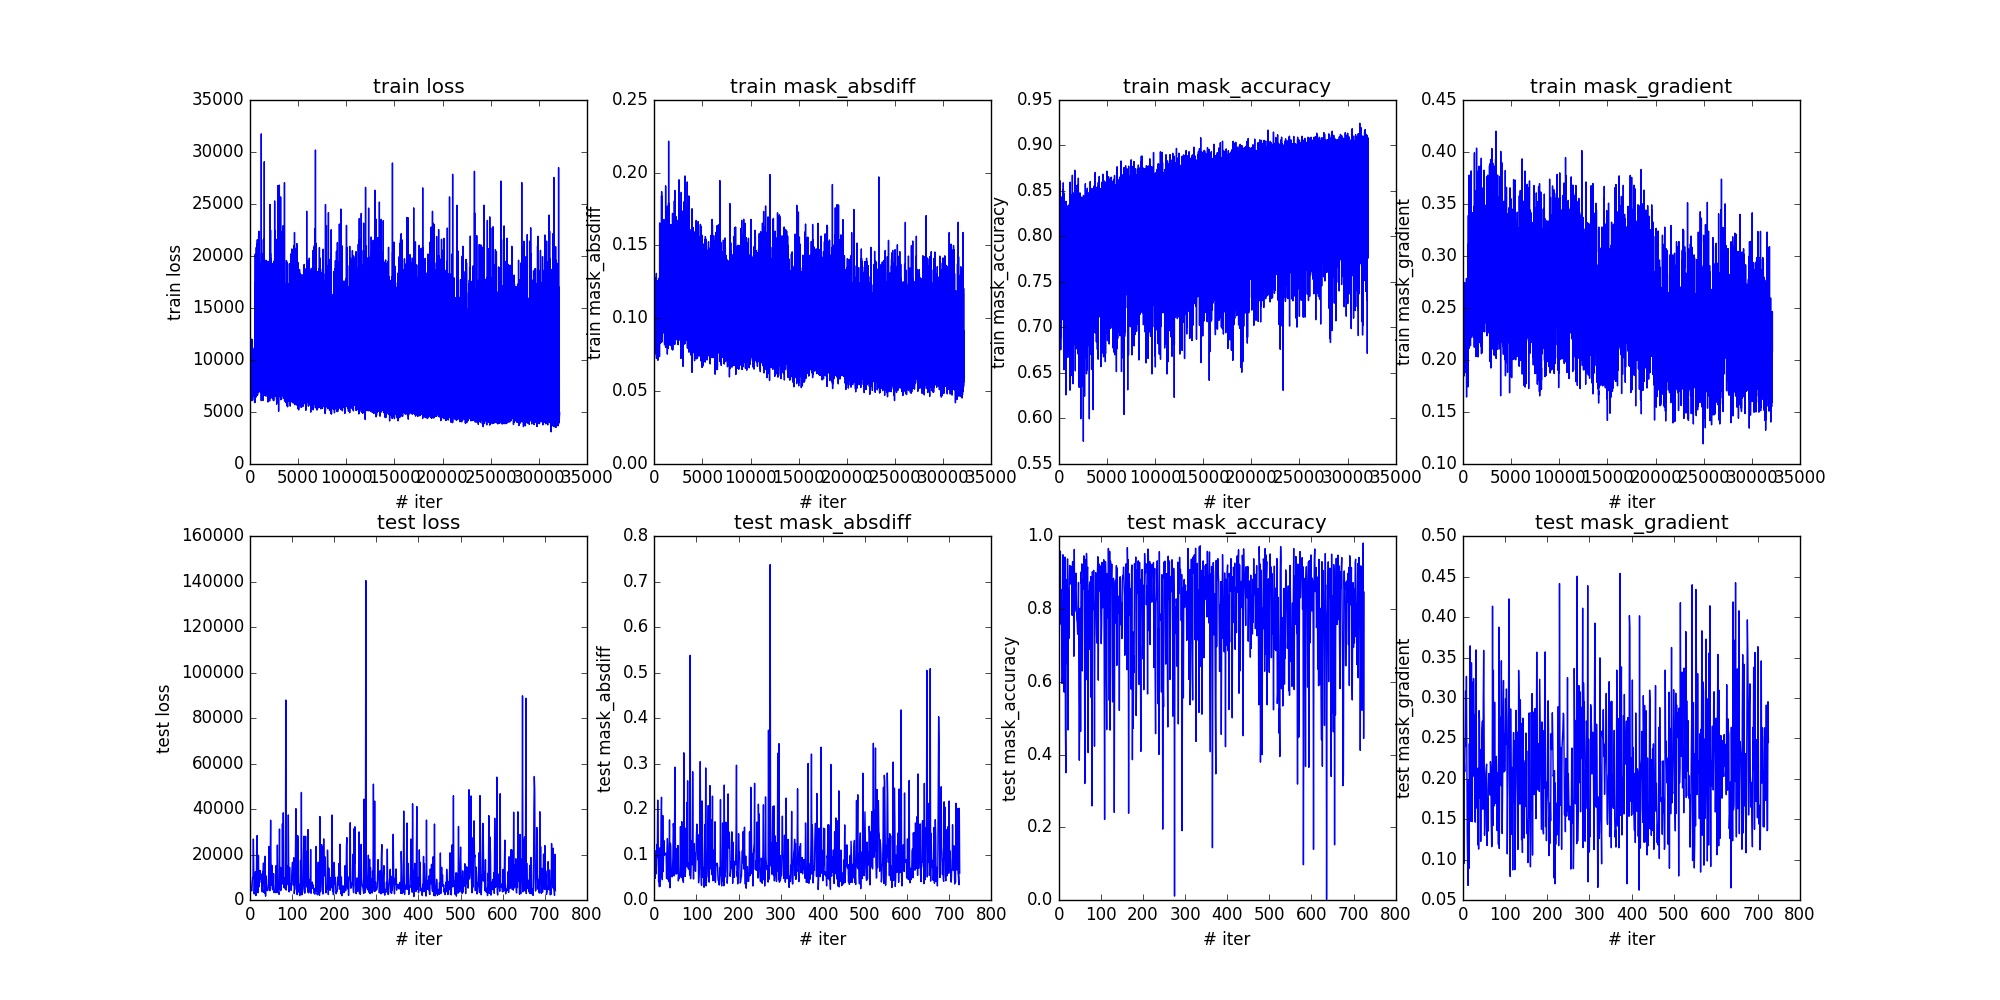 train loss
train mask_absdiff
train mask_accuracy
train mask_gradient
35000
30000
25000
20000
15000
10000
5000
0
train loss
0 5000 10000 15000 20000 25000 30000 35000
# iter
0.25
0.20
0.15
0.10
0.05
0.00
train mask_absdiff
0 5000 10000 15000 20000 25000 30000 35000
# iter
0.95
0.90
0.85
0.80
0.75
0.70
0.65
0.60
0.55
train mask_accuracy
0 5000 10000 15000 20000 25000 30000 35000
# iter
0.45
0.40
0.35
0.30
0.25
0.20
0.15
0.10
train mask_gradient
0 5000 10000 15000 20000 25000 30000 35000
# iter
test loss
test mask_absdiff
test mask_accuracy
test mask_gradient
160000
140000
120000
100000
80000
60000
40000
20000
0
test loss
0 100 200 300 400 500 600 700 800
# iter
0.8
0.7
0.6
0.5
0.4
0.3
0.2
0.1
0.0
test mask_absdiff
0 100 200 300 400 500 600 700 800
# iter
1.0
0.8
0.6
0.4
0.2
0.0
test mask_accuracy
0 100 200 300 400 500 600 700 800
# iter
0.50
0.45
0.40
0.35
0.30
0.25
0.20
0.15
0.10
0.05
test mask_gradient
0 100 200 300 400 500 600 700 800
# iter